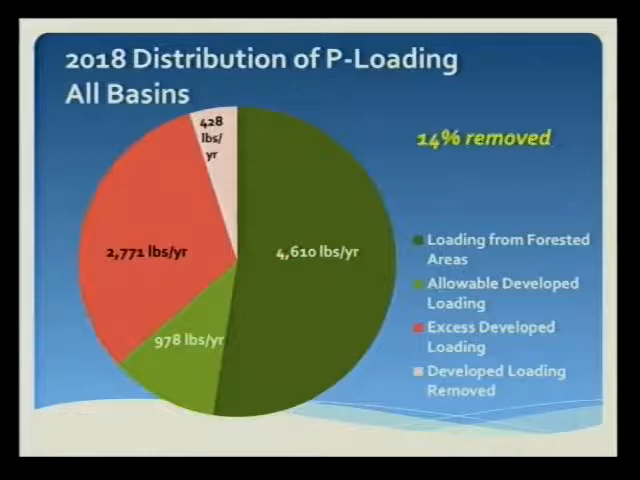 2018 Distribution of P-Loading
All Basins
428
lbs/
yr
14% removed
2,771 lbs/yr
4,610 lbs/yr
978 lbs/yr
Loading from Forested
Areas
Allowable Developed
Loading
Excess Developed
Loading
Developed Loading
Removed